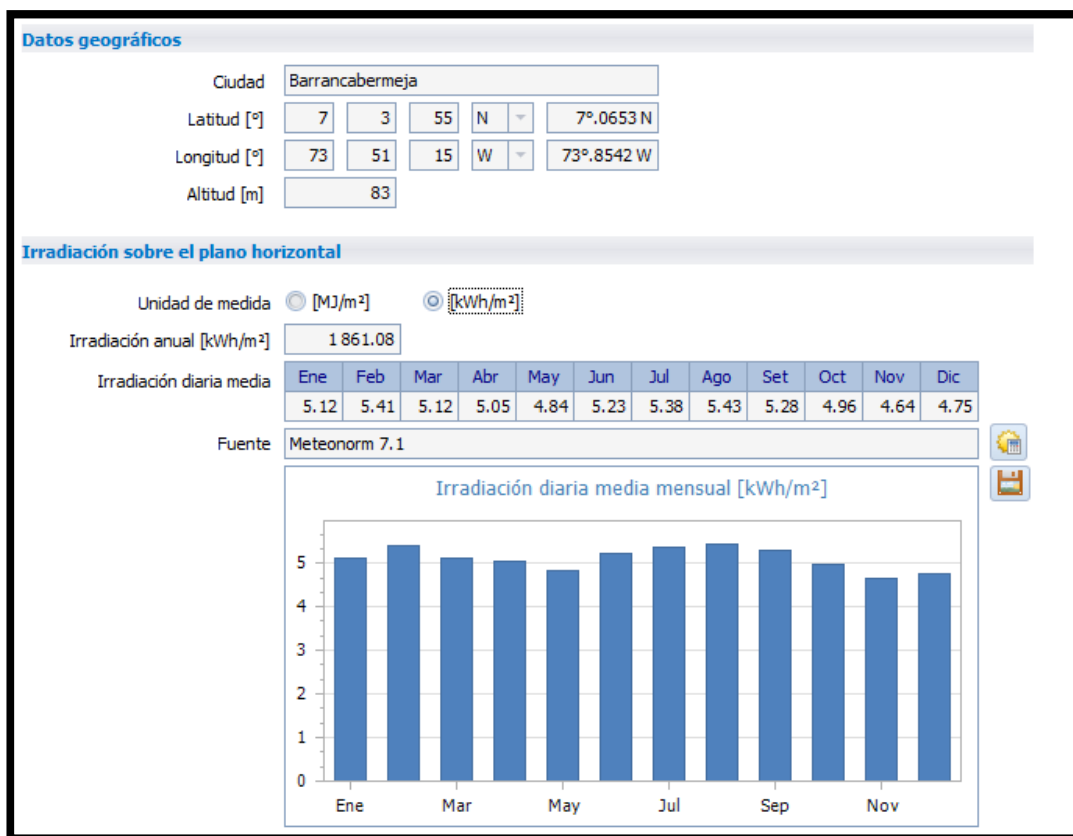 Datos geográficos
Ciudad Barrancabermeja
Latitud [º] 7 3 55 N 7º.0653 N
Longitud [º] 73 51 15 W 73º.8542 W
Altitud [m] 83
Irradiación sobre el plano horizontal
Unidad de medida [MJ/m²] [kWh/m²]
Irradiación anual [kWh/m²] 1 861.08
Irradiación diaria media Ene Feb Mar Abr May Jun Jul Ago Set Oct Nov Dic
5.12 5.41 5.12 5.05 4.84 5.23 5.38 5.43 5.28 4.96 4.64 4.75
Fuente Meteonorm 7.1
Irradiación diaria media mensual [kWh/m²]
5
4
3
2
1
0
Ene Mar May Jul Sep Nov